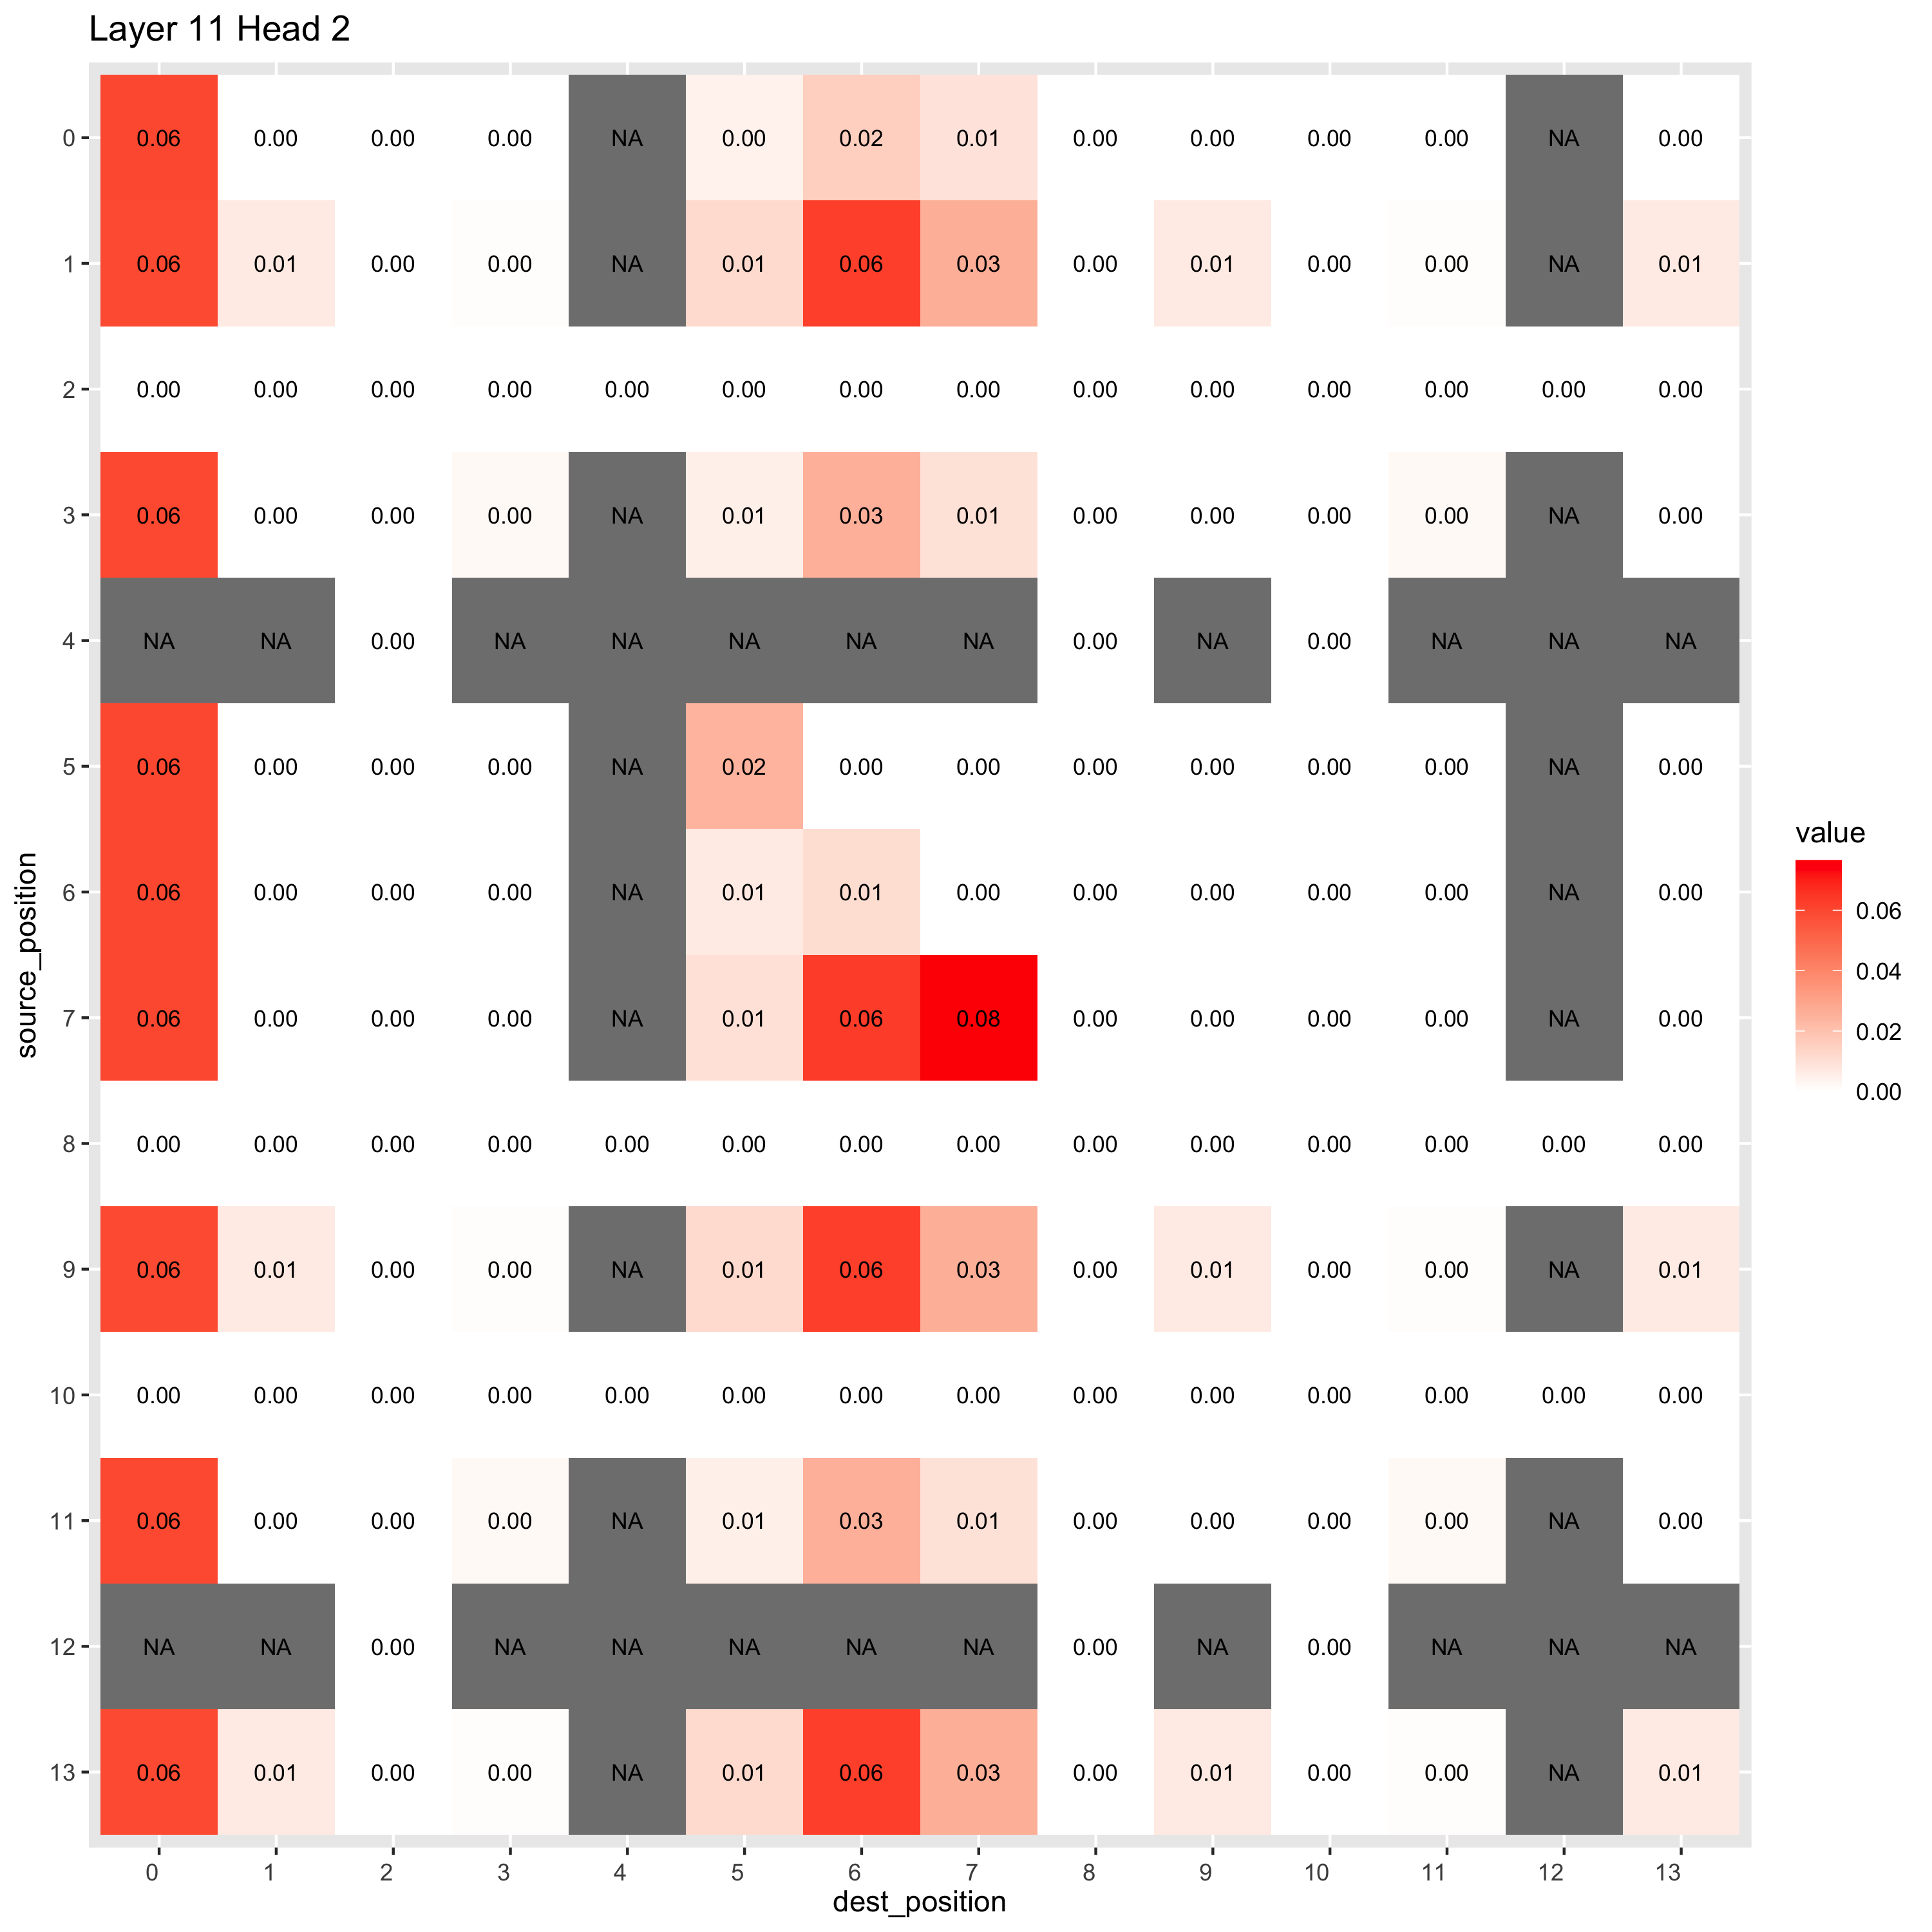 Layer 11 Head 2
0 0.06 0.00 0.00 0.00 NA 0.00 0.02 0.01 0.00 0.00 0.00 0.00 NA 0.00
1 0.06 0.01 0.00 0.00 NA 0.01 0.06 0.03 0.00 0.01 0.00 0.00 NA 0.01
2 0.00 0.00 0.00 0.00 0.00 0.00 0.00 0.00 0.00 0.00 0.00 0.00 0.00 0.00
3 0.06 0.00 0.00 0.00 NA 0.01 0.03 0.01 0.00 0.00 0.00 0.00 NA 0.00
4 NA NA 0.00 NA NA NA NA NA 0.00 NA 0.00 NA NA NA
5 0.06 0.00 0.00 0.00 NA 0.02 0.00 0.00 0.00 0.00 0.00 0.00 NA 0.00
6 0.06 0.00 0.00 0.00 NA 0.01 0.01 0.00 0.00 0.00 0.00 0.00 NA 0.00
7 0.06 0.00 0.00 0.00 NA 0.01 0.06 0.08 0.00 0.00 0.00 0.00 NA 0.00
8 0.00 0.00 0.00 0.00 0.00 0.00 0.00 0.00 0.00 0.00 0.00 0.00 0.00 0.00
9 0.06 0.01 0.00 0.00 NA 0.01 0.06 0.03 0.00 0.01 0.00 0.00 NA 0.01
10 0.00 0.00 0.00 0.00 0.00 0.00 0.00 0.00 0.00 0.00 0.00 0.00 0.00 0.00
11 0.06 0.00 0.00 0.00 NA 0.01 0.03 0.01 0.00 0.00 0.00 0.00 NA 0.00
12 NA NA 0.00 NA NA NA NA NA 0.00 NA 0.00 NA NA NA
13 0.06 0.01 0.00 0.00 NA 0.01 0.06 0.03 0.00 0.01 0.00 0.00 NA 0.01
0 1 2 3 4 5 6 7 8 9 10 11 12 13
dest_position
source_position
value
0.06
0.04
0.02
0.00